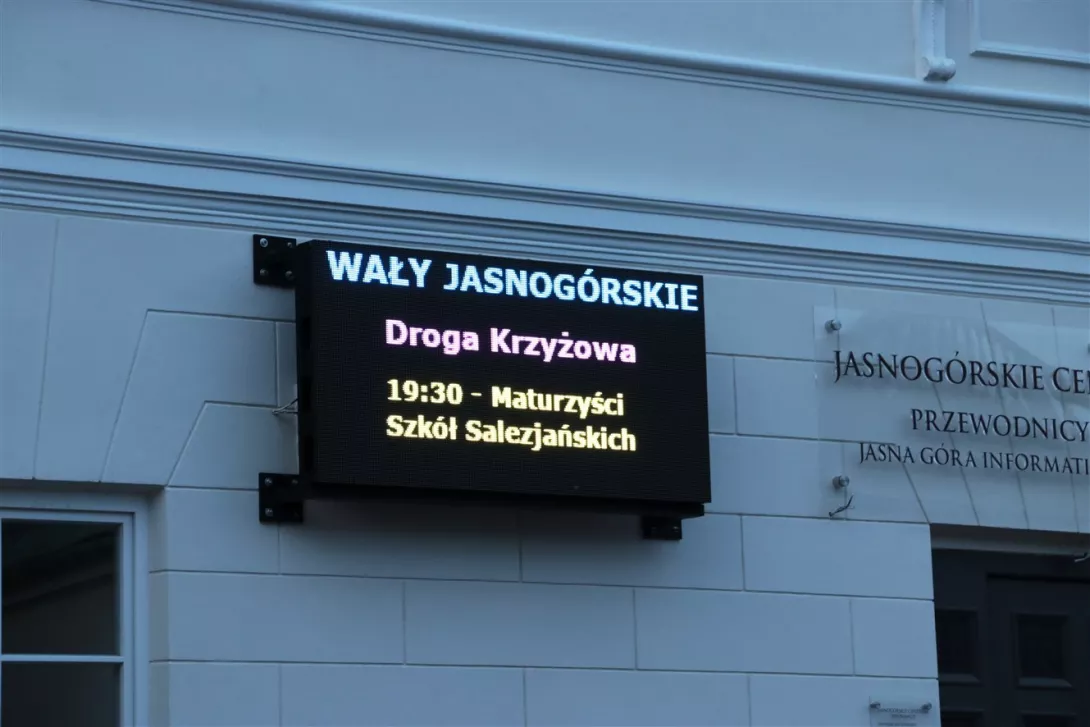 WAŁY JASNOGÓRSKIE
Droga Krzyżowa
19:30 - Maturzyści
Szkół Salezjańskich
JASNOGÓRSKIE CE
PRZEWODNICY
JASNA GÓRA INFORMATI